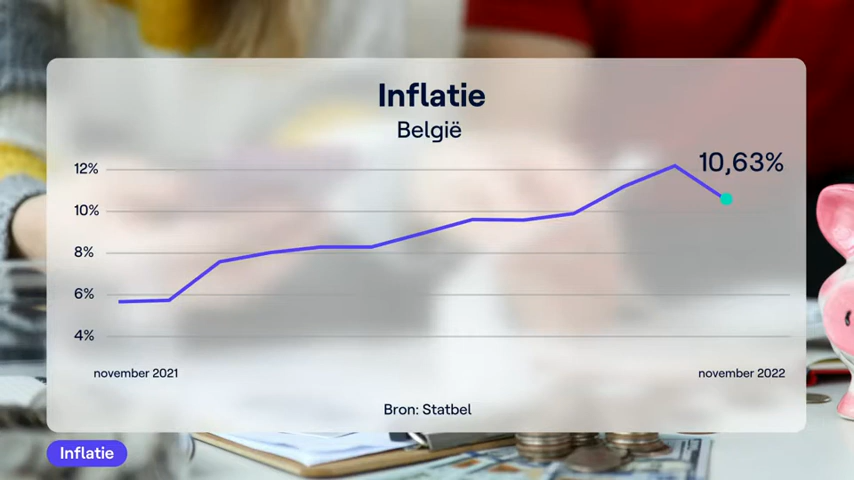 Inflatie
België
10,63%
12%
10%
8%
6%
4%
november 2021
november 2022
Bron: Statbel
Inflatie